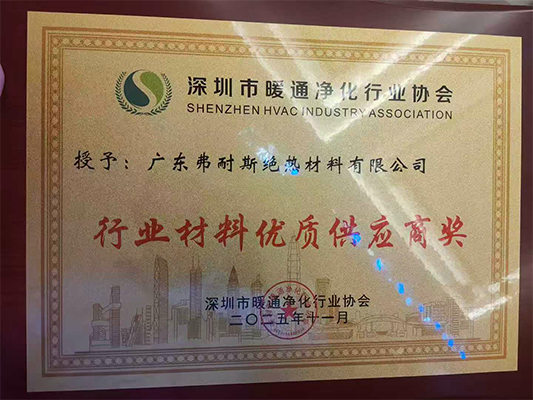 深圳市暖通净化行业协会
SHENZHEN HVAC INDUSTRY ASSOCIATION
授予：广东弗耐斯绝热材料有限公司
行业材料优质供应商奖
深圳市暖通净化行业协会
二〇二五年十一月